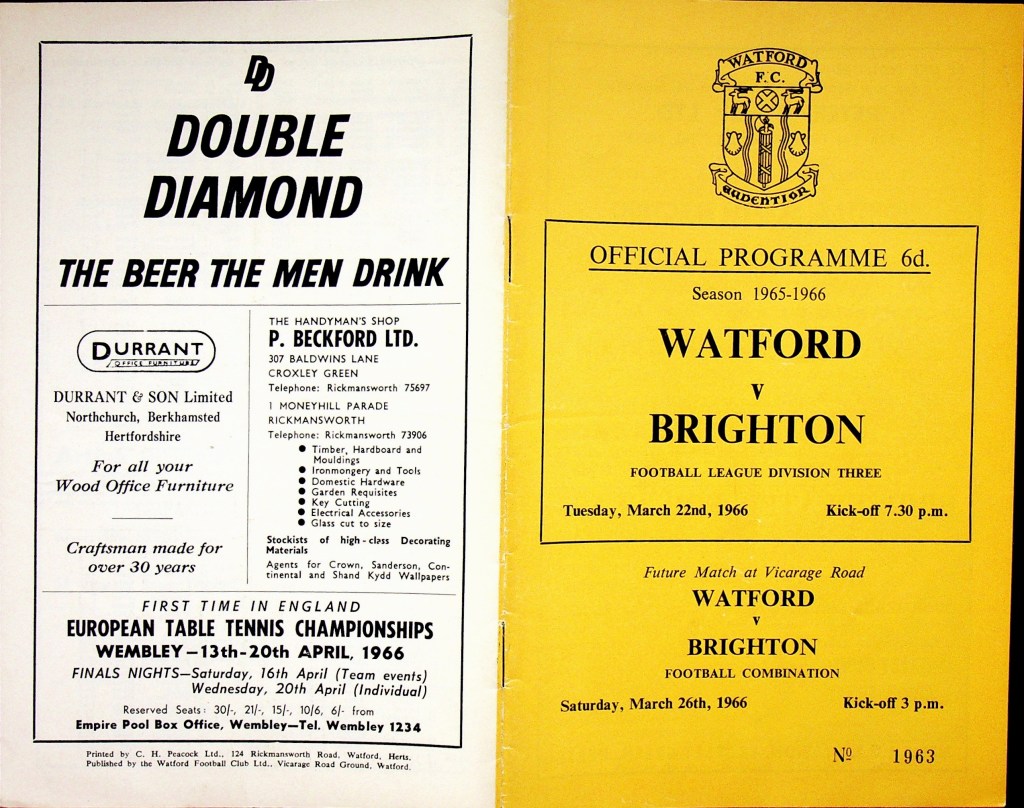 DD
DOUBLE
DIAMOND
THE BEER THE MEN DRINK
DURRANT
OFFICE FURNITURE
DURRANT & SON Limited
Northchurch, Berkhamsted
Hertfordshire
For all your
Wood Office Furniture
Craftsman made for
over 30 years
THE HANDYMAN'S SHOP
P. BECKFORD LTD.
307 BALDWINS LANE
CROXLEY GREEN
Telephone: Rickmansworth 75697
1 MONEYHILL PARADE
RICKMANSWORTH
Telephone: Rickmansworth 73906
● Timber, Hardboard and
Mouldings
● Ironmongery and Tools
● Domestic Hardware
● Garden Requisites
● Key Cutting
● Electrical Accessories
● Glass cut to size
Stockists of high-class Decorating
Materials
Agents for Crown, Sanderson, Con-
tinental and Shand Kydd Wallpapers
FIRST TIME IN ENGLAND
EUROPEAN TABLE TENNIS CHAMPIONSHIPS
WEMBLEY—13th-20th APRIL, 1966
FINALS NIGHTS—Saturday, 16th April (Team events)
Wednesday, 20th April (Individual)
Reserved Seats: 30/-, 21/-, 15/-, 10/6, 6/- from
Empire Pool Box Office, Wembley—Tel. Wembley 1234
Printed by C. H. Peacock Ltd., 124 Rickmansworth Road, Watford, Herts.
Published by the Watford Football Club Ltd., Vicarage Road Ground, Watford.
WATFORD
F.C.
AUDENTIOR
OFFICIAL PROGRAMME 6d.
Season 1965-1966
WATFORD
v
BRIGHTON
FOOTBALL LEAGUE DIVISION THREE
Tuesday, March 22nd, 1966 Kick-off 7.30 p.m.
Future Match at Vicarage Road
WATFORD
v
BRIGHTON
FOOTBALL COMBINATION
Saturday, March 26th, 1966 Kick-off 3 p.m.
Nº 1963